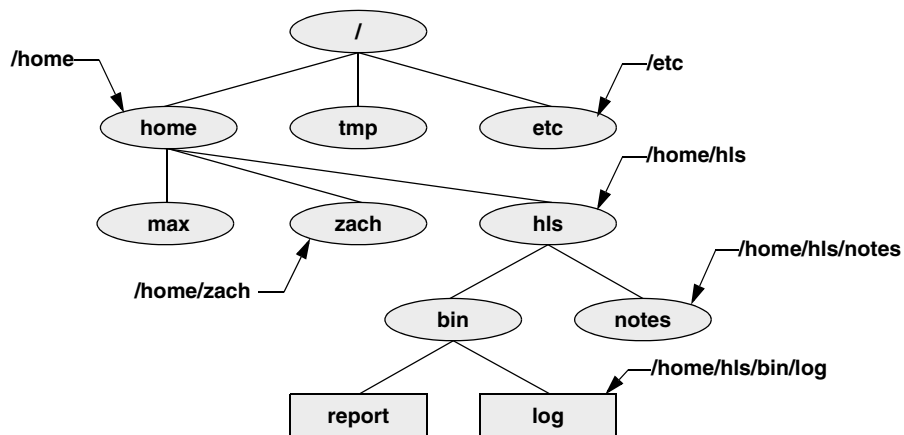 /
/home
/etc
home
tmp
etc
/home/hls
max
zach
hls
/home/hls/notes
/home/zach
bin
notes
/home/hls/bin/log
report
log